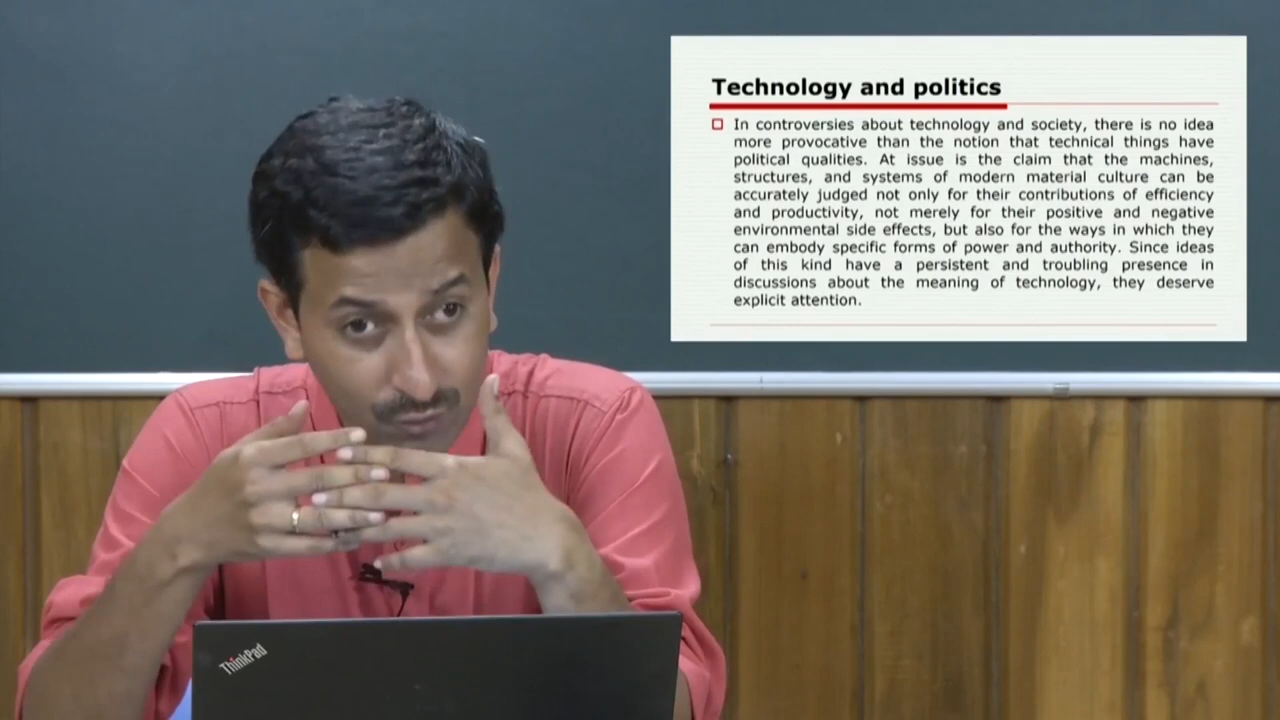 Technology and politics
In controversies about technology and society, there is no idea
more provocative than the notion that technical things have
political qualities. At issue is the claim that the machines,
structures, and systems of modern material culture can be
accurately judged not only for their contributions of efficiency
and productivity, not merely for their positive and negative
environmental side effects, but also for the ways in which they
can embody specific forms of power and authority. Since ideas
of this kind have a persistent and troubling presence in
discussions about the meaning of technology, they deserve
explicit attention.
ThinkPad